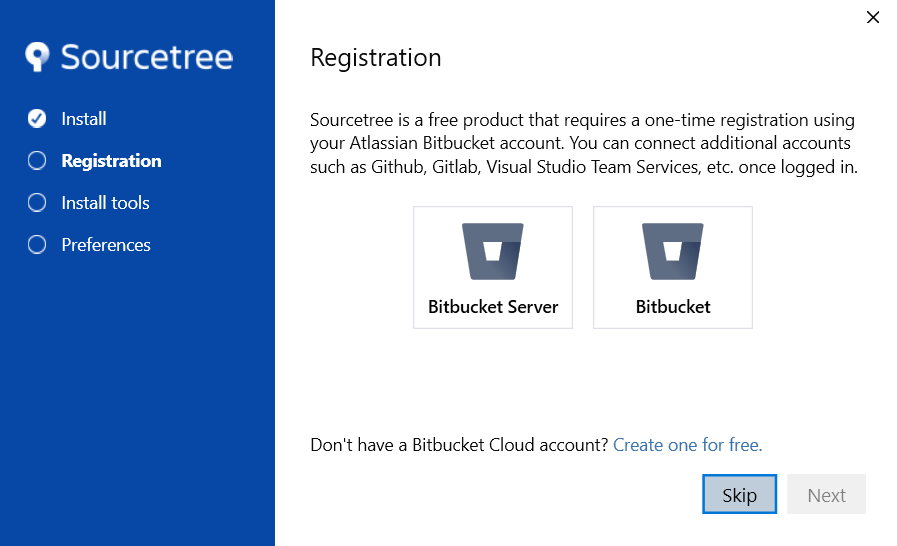 Sourcetree
Install
Registration
Install tools
Preferences
Registration
Sourcetree is a free product that requires a one-time registration using
your Atlassian Bitbucket account. You can connect additional accounts
such as Github, Gitlab, Visual Studio Team Services, etc. once logged in.
Bitbucket Server
Bitbucket
Don't have a Bitbucket Cloud account? Create one for free.
Skip
Next